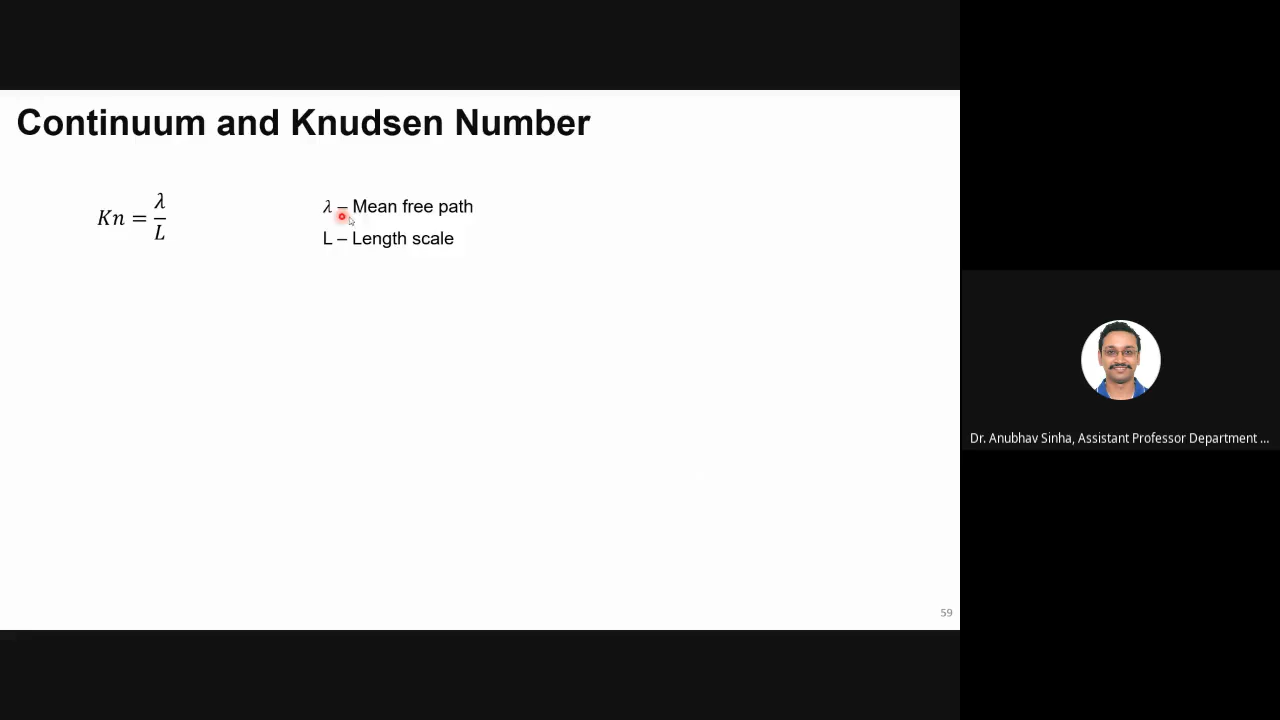 Continuum and Knudsen Number
Kn = λ/L
λ – Mean free path
L – Length scale
59
Dr. Anubhav Sinha, Assistant Professor Department ...